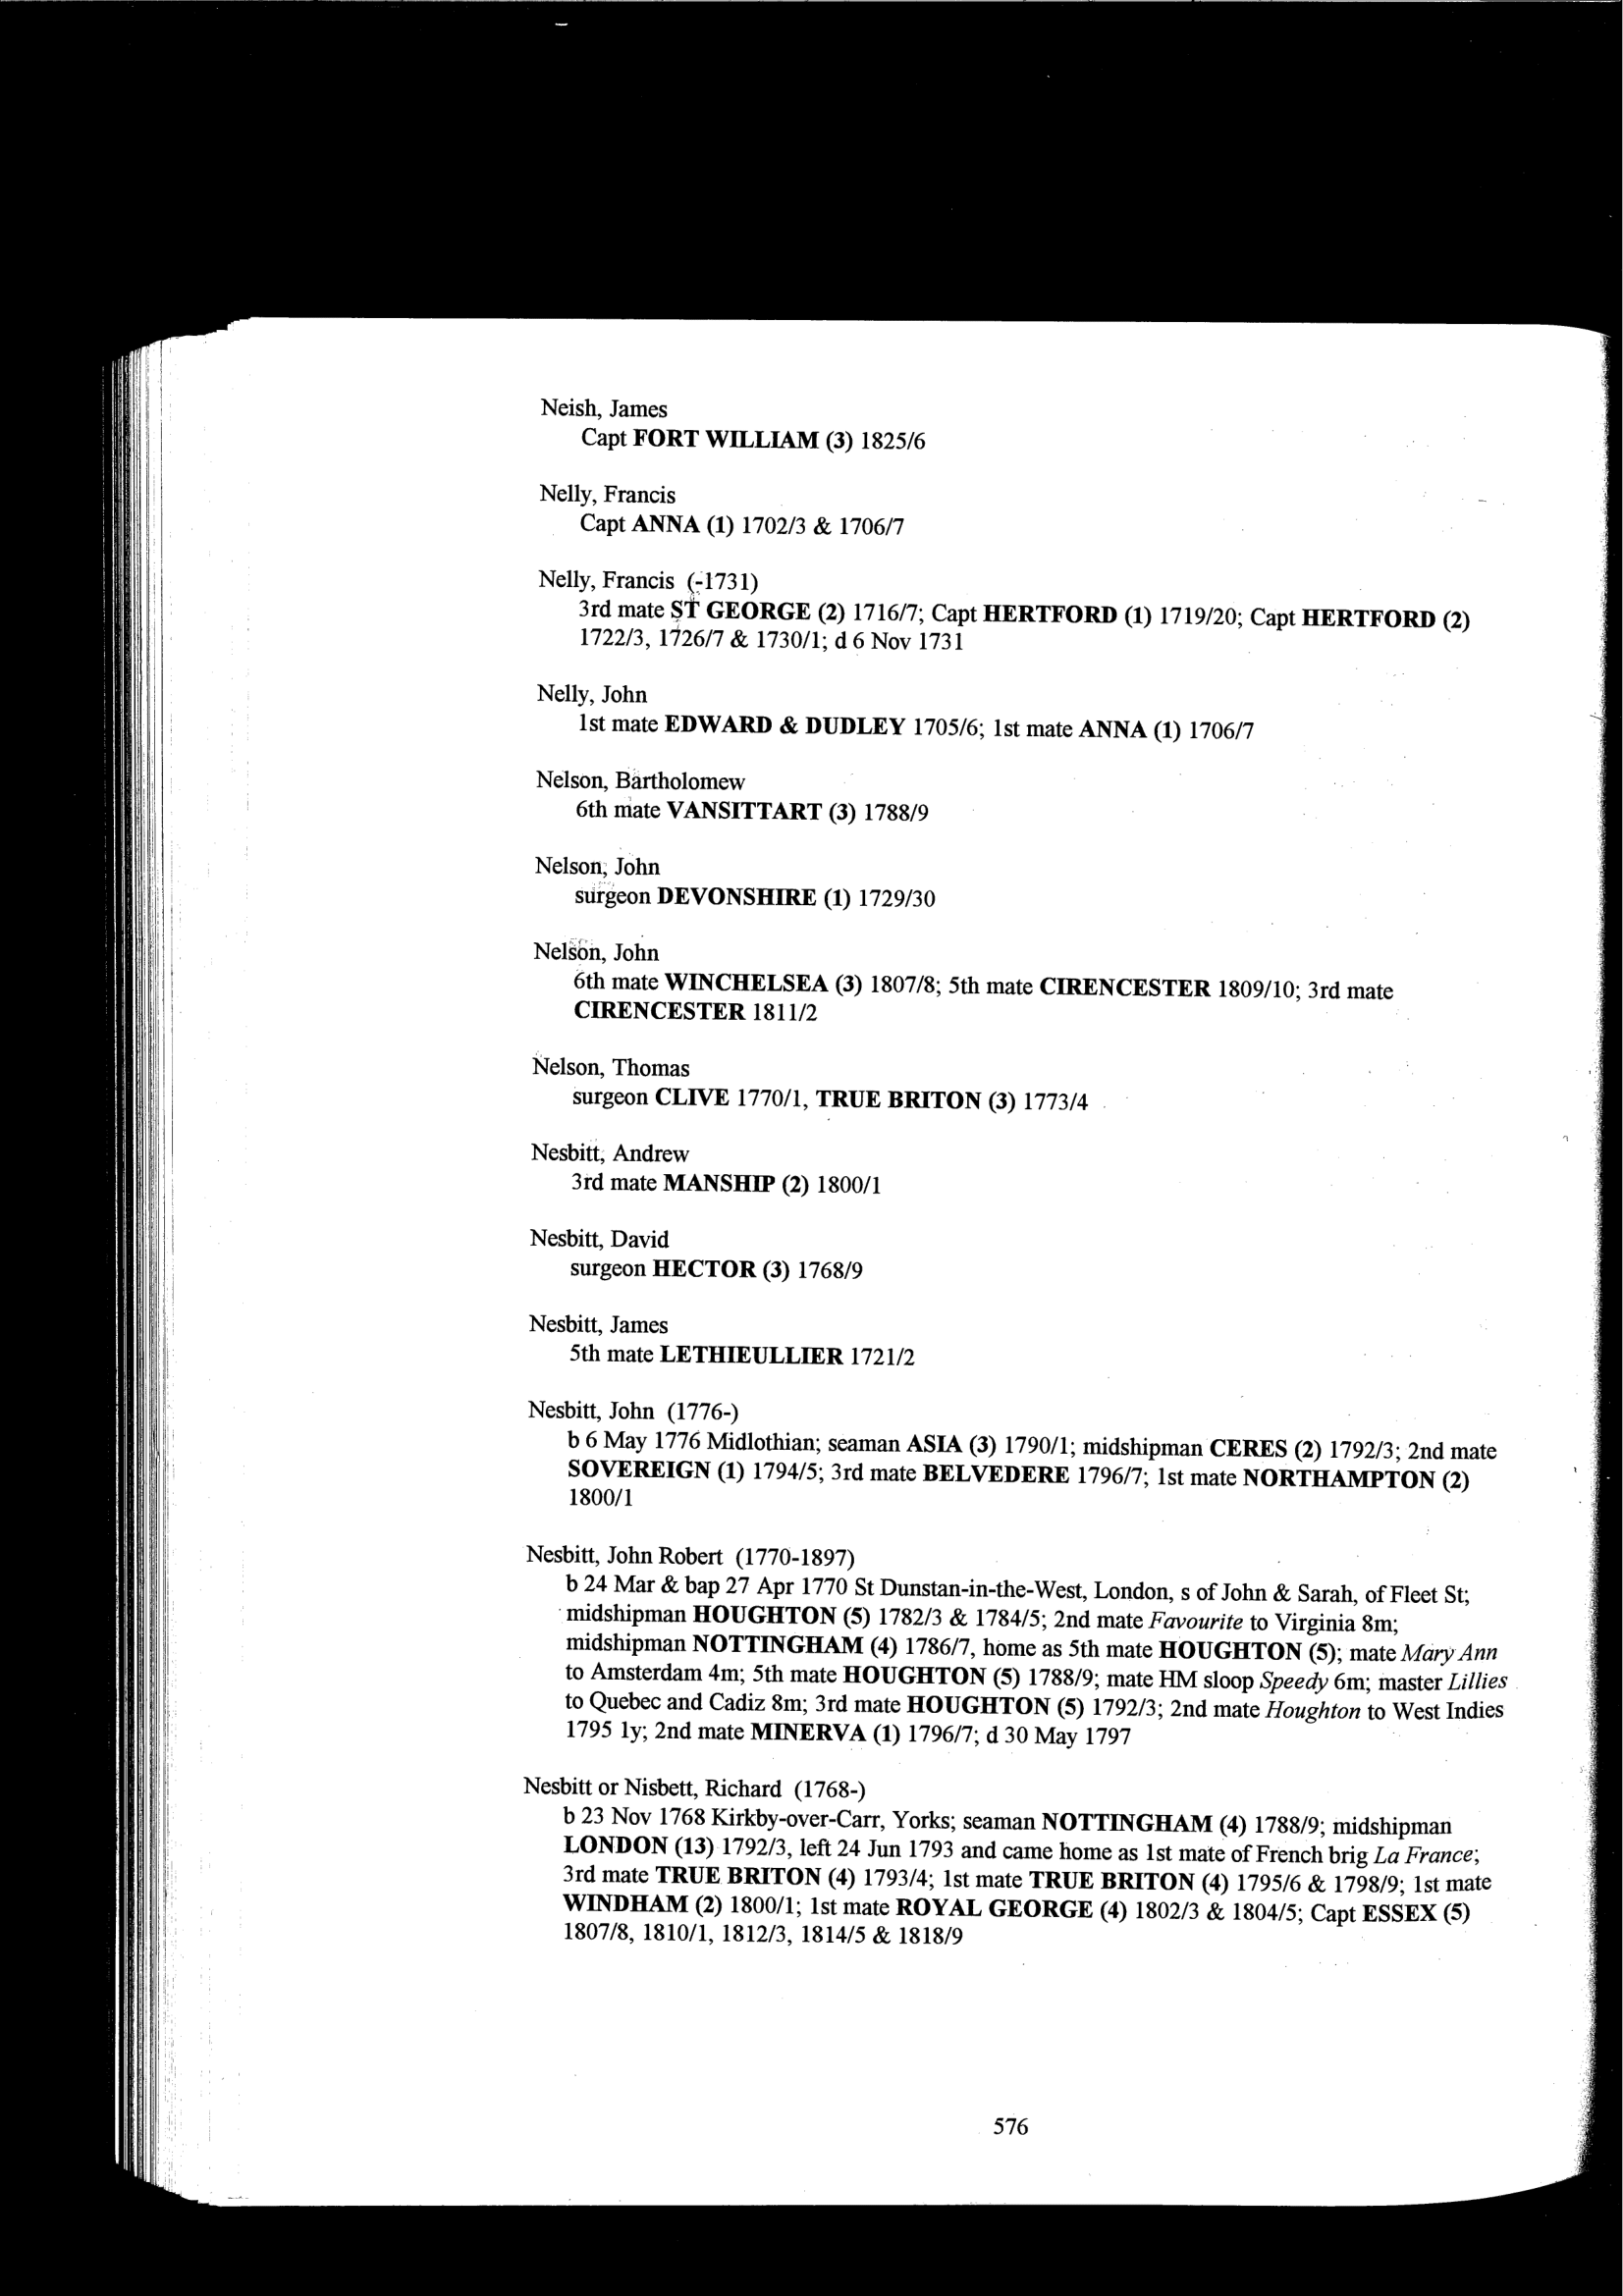 Neish, James
Capt FORT WILLIAM (3) 1825/6
Nelly, Francis
Capt ANNA (1) 1702/3 & 1706/7
Nelly, Francis (-1731)
3rd mate ST GEORGE (2) 1716/7; Capt HERTFORD (1) 1719/20; Capt HERTFORD (2)
1722/3, 1726/7 & 1730/1; d 6 Nov 1731
Nelly, John
1st mate EDWARD & DUDLEY 1705/6; 1st mate ANNA (1) 1706/7
Nelson, Bartholomew
6th mate VANSITTART (3) 1788/9
Nelson, John
surgeon DEVONSHIRE (1) 1729/30
Nelson, John
6th mate WINCHELSEA (3) 1807/8; 5th mate CIRENCESTER 1809/10; 3rd mate
CIRENCESTER 1811/2
Nelson, Thomas
surgeon CLIVE 1770/1, TRUE BRITON (3) 1773/4
Nesbitt, Andrew
3rd mate MANSHIP (2) 1800/1
Nesbitt, David
surgeon HECTOR (3) 1768/9
Nesbitt, James
5th mate LETHIEULLIER 1721/2
Nesbitt, John (1776-)
b 6 May 1776 Midlothian; seaman ASIA (3) 1790/1; midshipman CERES (2) 1792/3; 2nd mate
SOVEREIGN (1) 1794/5; 3rd mate BELVEDERE 1796/7; 1st mate NORTHAMPTON (2)
1800/1
Nesbitt, John Robert (1770-1897)
b 24 Mar & bap 27 Apr 1770 St Dunstan-in-the-West, London, s of John & Sarah, of Fleet St;
midshipman HOUGHTON (5) 1782/3 & 1784/5; 2nd mate Favourite to Virginia 8m;
midshipman NOTTINGHAM (4) 1786/7, home as 5th mate HOUGHTON (5); mate Mary Ann
to Amsterdam 4m; 5th mate HOUGHTON (5) 1788/9; mate HM sloop Speedy 6m; master Lillies
to Quebec and Cadiz 8m; 3rd mate HOUGHTON (5) 1792/3; 2nd mate Houghton to West Indies
1795 1y; 2nd mate MINERVA (1) 1796/7; d 30 May 1797
Nesbitt or Nisbett, Richard (1768-)
b 23 Nov 1768 Kirkby-over-Carr, Yorks; seaman NOTTINGHAM (4) 1788/9; midshipman
LONDON (13) 1792/3, left 24 Jun 1793 and came home as 1st mate of French brig La France;
3rd mate TRUE BRITON (4) 1793/4; 1st mate TRUE BRITON (4) 1795/6 & 1798/9; 1st mate
WINDHAM (2) 1800/1; 1st mate ROYAL GEORGE (4) 1802/3 & 1804/5; Capt ESSEX (5)
1807/8, 1810/1, 1812/3, 1814/5 & 1818/9
576